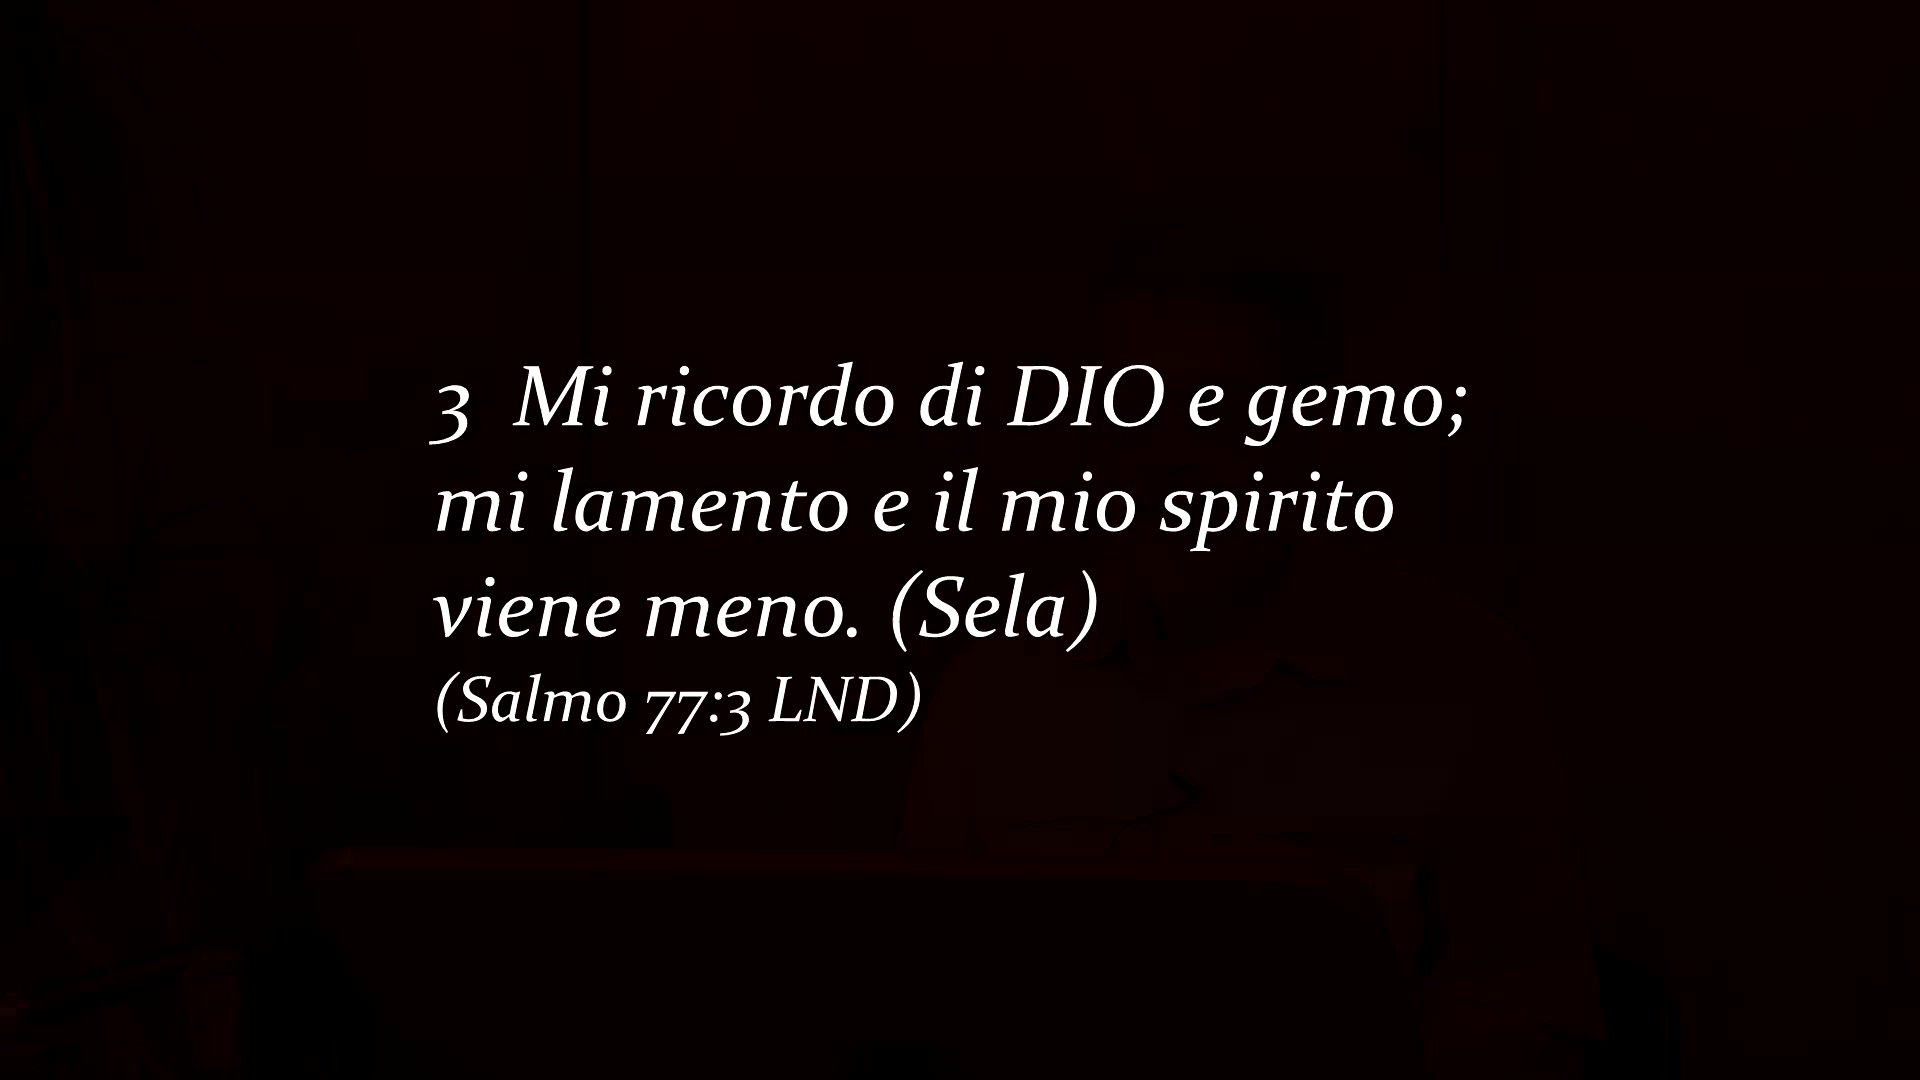 3 Mi ricordo di DIO e gemo;
mi lamento e il mio spirito
viene meno. (Sela)
(Salmo 77:3 LND)